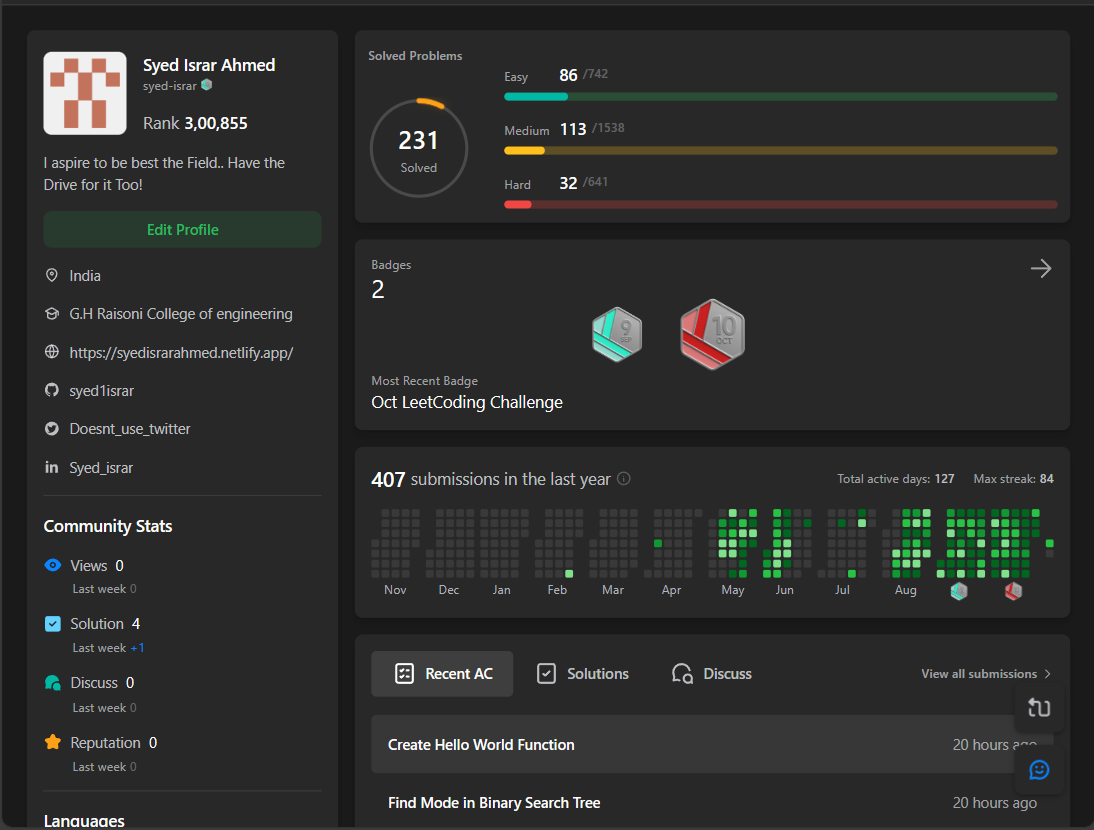 Syed Israr Ahmed
syed-israr
Rank 3,00,855
I aspire to be best the Field.. Have the
Drive for it Too!
Edit Profile
India
G.H Raisoni College of engineering
https://syedisrarahmed.netlify.app/
syed1israr
Doesnt_use_twitter
Syed_israr
Community Stats
Views 0
Last week 0
Solution 4
Last week +1
Discuss 0
Last week 0
Reputation 0
Last week 0
Languages
Solved Problems
231
Solved
Easy 86 /742
Medium 113 /1538
Hard 32 /641
Badges
2
9
SEP
10
OCT
Most Recent Badge
Oct LeetCoding Challenge
407 submissions in the last year
Total active days: 127 Max streak: 84
Nov Dec Jan Feb Mar Apr May Jun Jul Aug
Recent AC Solutions Discuss View all submissions
Create Hello World Function 20 hours ago
Find Mode in Binary Search Tree 20 hours ago